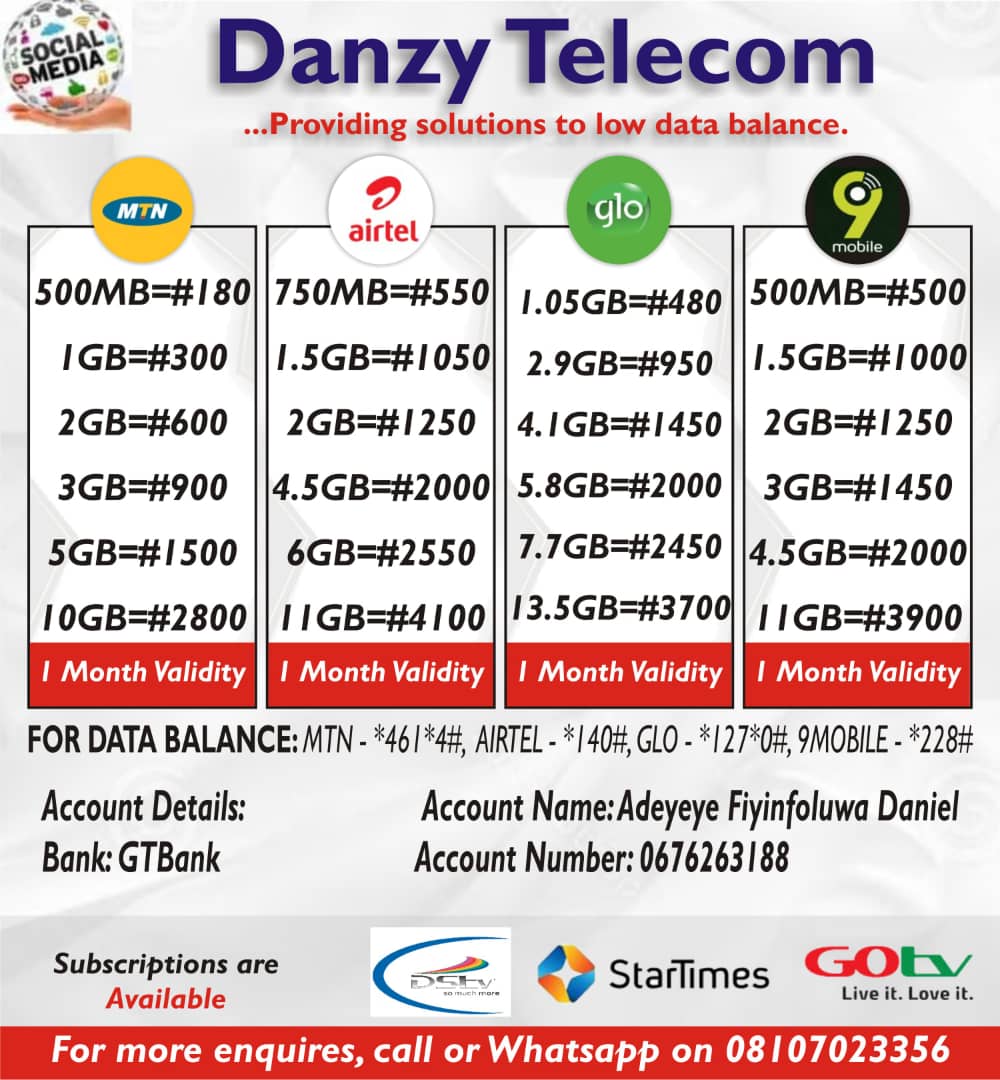 SOCIAL
MEDIA
Danzy Telecom
...Providing solutions to low data balance.
MTN
500MB=#180
1GB=#300
2GB=#600
3GB=#900
5GB=#1500
10GB=#2800
1 Month Validity
airtel
750MB=#550
1.5GB=#1050
2GB=#1250
4.5GB=#2000
6GB=#2550
11GB=#4100
1 Month Validity
glo
1.05GB=#480
2.9GB=#950
4.1GB=#1450
5.8GB=#2000
7.7GB=#2450
13.5GB=#3700
1 Month Validity
9
mobile
500MB=#500
1.5GB=#1000
2GB=#1250
3GB=#1450
4.5GB=#2000
11GB=#3900
1 Month Validity
FOR DATA BALANCE: MTN - *461*4#, AIRTEL - *140#, GLO - *127*0#, 9MOBILE - *228#
Account Details:
Account Name: Adeyeye Fiyinfoluwa Daniel
Bank: GTBank
Account Number: 0676263188
Subscriptions are
Available
DStv
so much more
StarTimes
GOtv
Live it. Love it.
For more enquires, call or Whatsapp on 08107023356